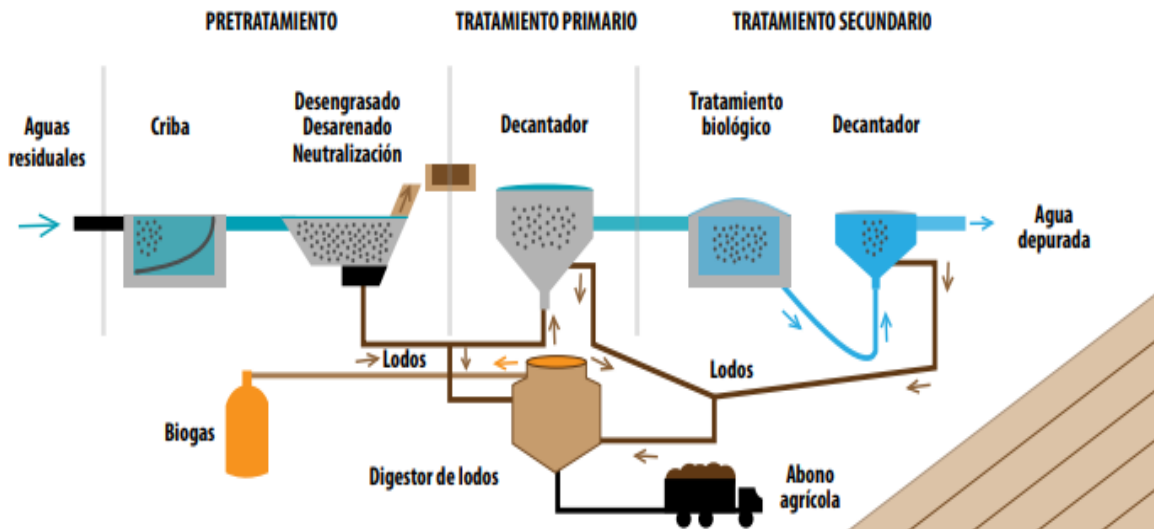 PRETRATAMIENTO
TRATAMIENTO PRIMARIO
TRATAMIENTO SECUNDARIO
Aguas
residuales
Criba
Desengrasado
Desarenado
Neutralización
Decantador
Tratamiento
biológico
Decantador
Agua
depurada
Lodos
Lodos
Biogas
Digestor de lodos
Abono
agrícola